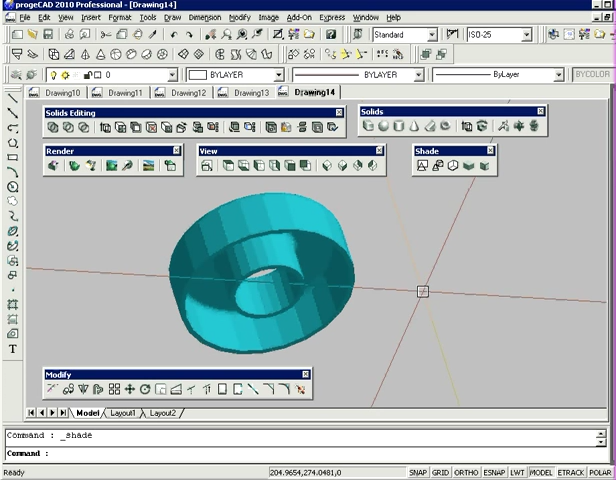 progeCAD 2010 Professional - [Drawing14]
File Edit View Insert Format Tools Draw Dimension Modify Image Add-On Express Window Help
Standard ISO-25
0 BYLAYER BYLAYER ByLayer BYCOLOR
Drawing10 Drawing11 Drawing12 Drawing13 Drawing14
Solids Editing Solids
Render View Shade
Modify
T
Model Layout1 Layout2
Command : _shade
Command :
Ready 204.9654,274.0481,0 SNAP GRID ORTHO ESNAP LWT MODEL ETRACK POLAR